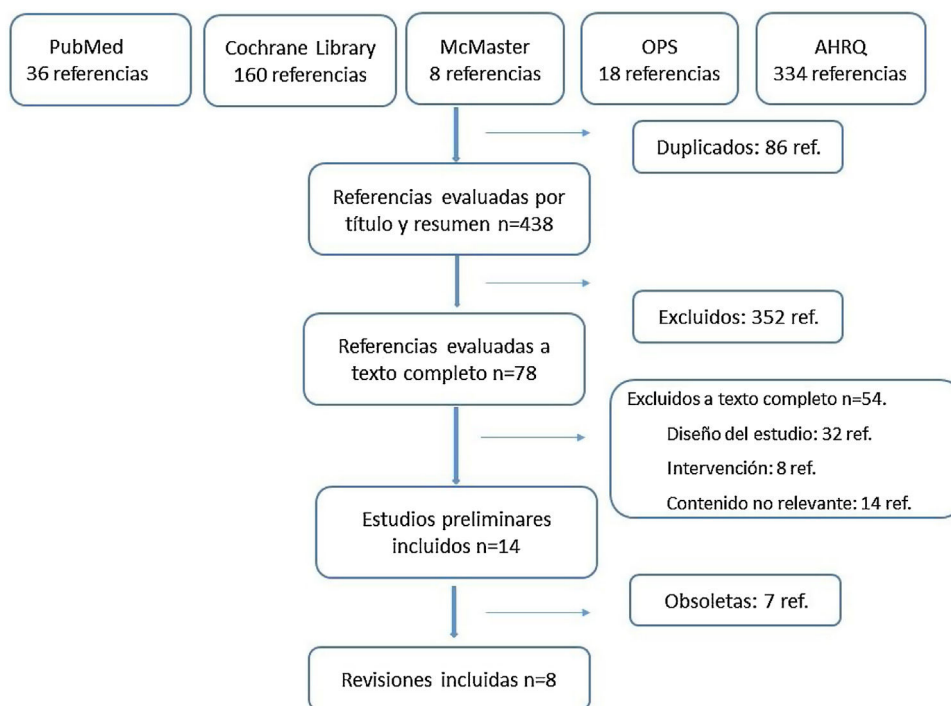 PubMed
36 referencias
Cochrane Library
160 referencias
McMaster
8 referencias
OPS
18 referencias
AHRQ
334 referencias
Duplicados: 86 ref.
Referencias evaluadas por
título y resumen n=438
Excluidos: 352 ref.
Referencias evaluadas a
texto completo n=78
Excluidos a texto completo n=54.
Diseño del estudio: 32 ref.
Intervención: 8 ref.
Contenido no relevante: 14 ref.
Estudios preliminares
incluidos n=14
Obsoletas: 7 ref.
Revisiones incluidas n=8